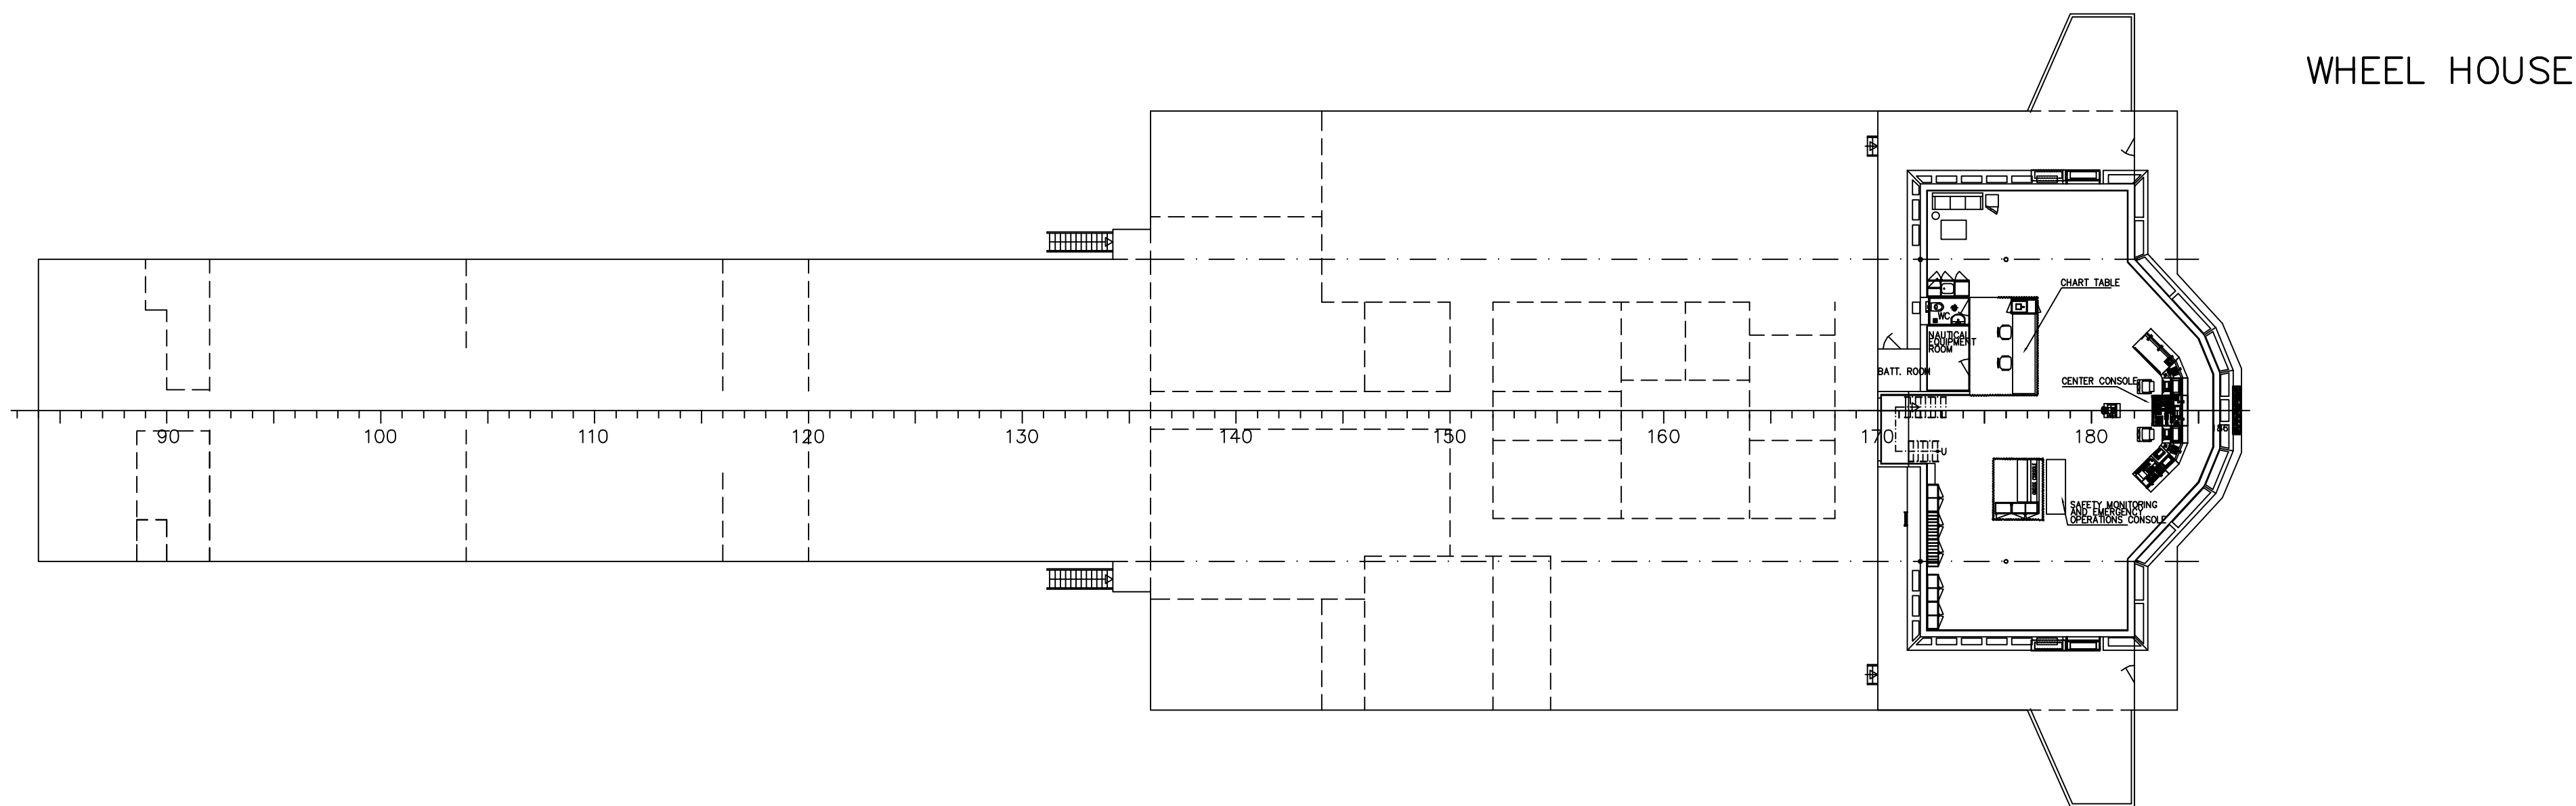 WHEEL HOUSE
CHART TABLE
WC
NAUTICAL
EQUIPMENT
ROOM
BATT. ROOM
CENTER CONSOLE
90 100 110 120 130 140 150 160 170 180 186
U
SAFETY MONITORING
AND EMERGENCY
OPERATIONS CONSOLE